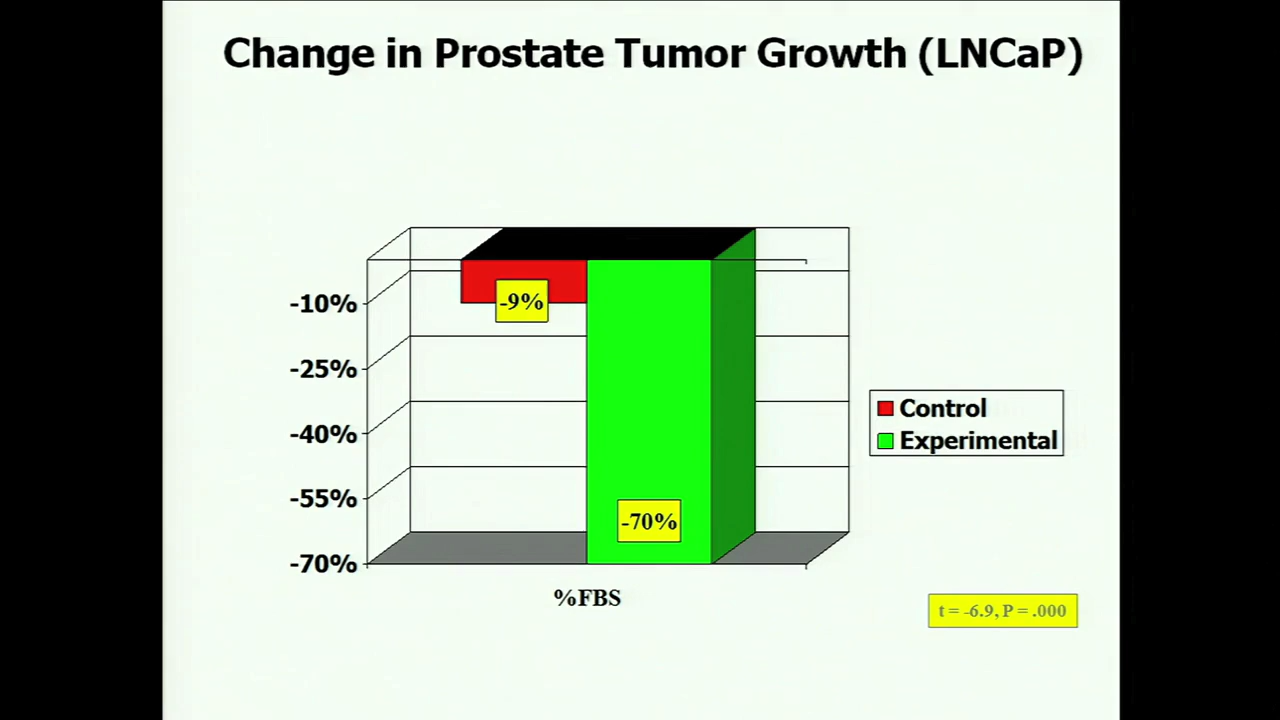 Change in Prostate Tumor Growth (LNCaP)
-10%
-25%
-40%
-55%
-70%
-9%
-70%
%FBS
Control
Experimental
t = -6.9, P = .000